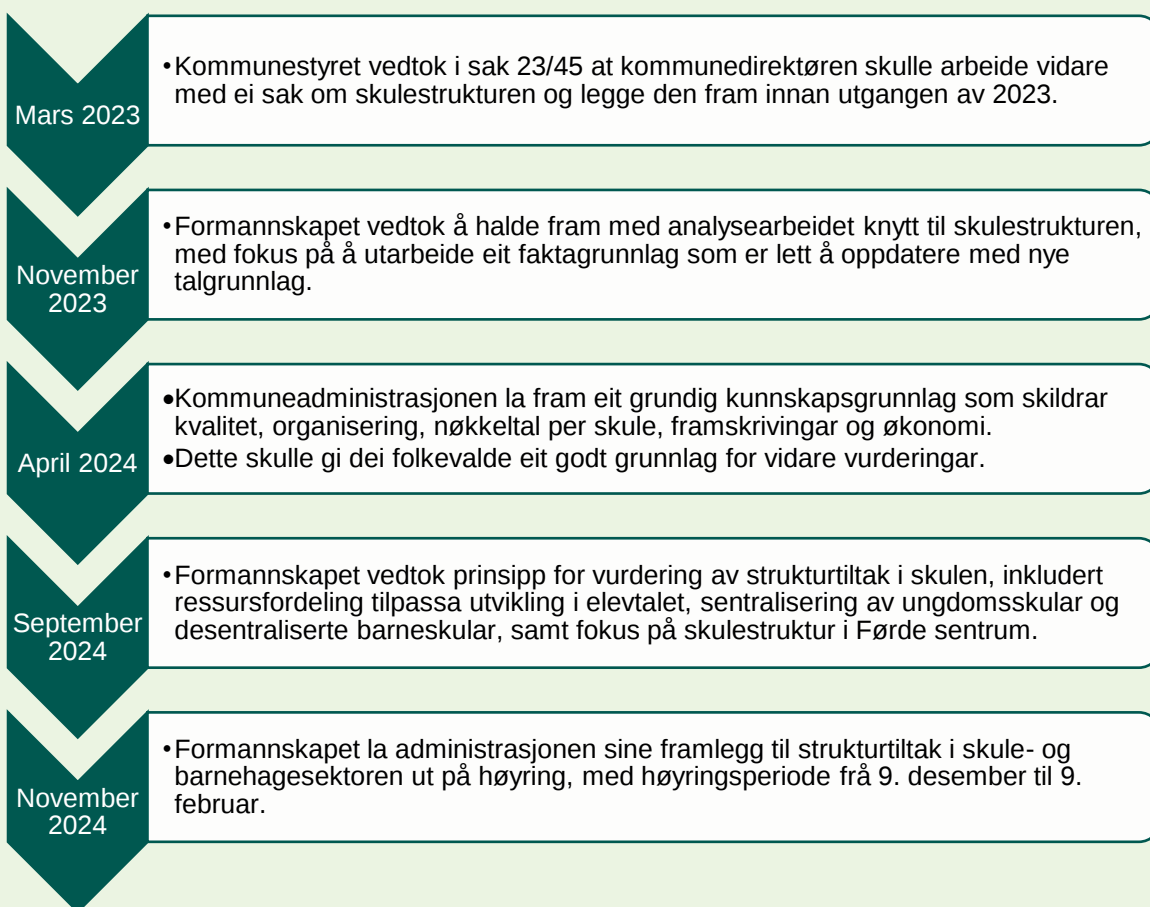 Mars 2023
•Kommunestyret vedtok i sak 23/45 at kommunedirektøren skulle arbeide vidare
med ei sak om skulestrukturen og legge den fram innan utgangen av 2023.
November
2023
•Formannskapet vedtok å halde fram med analysearbeidet knytt til skulestrukturen,
med fokus på å utarbeide eit faktagrunnlag som er lett å oppdatere med nye
talgrunnlag.
April 2024
•Kommuneadministrasjonen la fram eit grundig kunnskapsgrunnlag som skildrar
kvalitet, organisering, nøkkeltal per skule, framskrivingar og økonomi.
•Dette skulle gi dei folkevalde eit godt grunnlag for vidare vurderingar.
September
2024
•Formannskapet vedtok prinsipp for vurdering av strukturtiltak i skulen, inkludert
ressursfordeling tilpassa utvikling i elevtalet, sentralisering av ungdomsskular og
desentraliserte barneskular, samt fokus på skulestruktur i Førde sentrum.
November
2024
•Formannskapet la administrasjonen sine framlegg til strukturtiltak i skule- og
barnehagesektoren ut på høyring, med høyringsperiode frå 9. desember til 9.
februar.